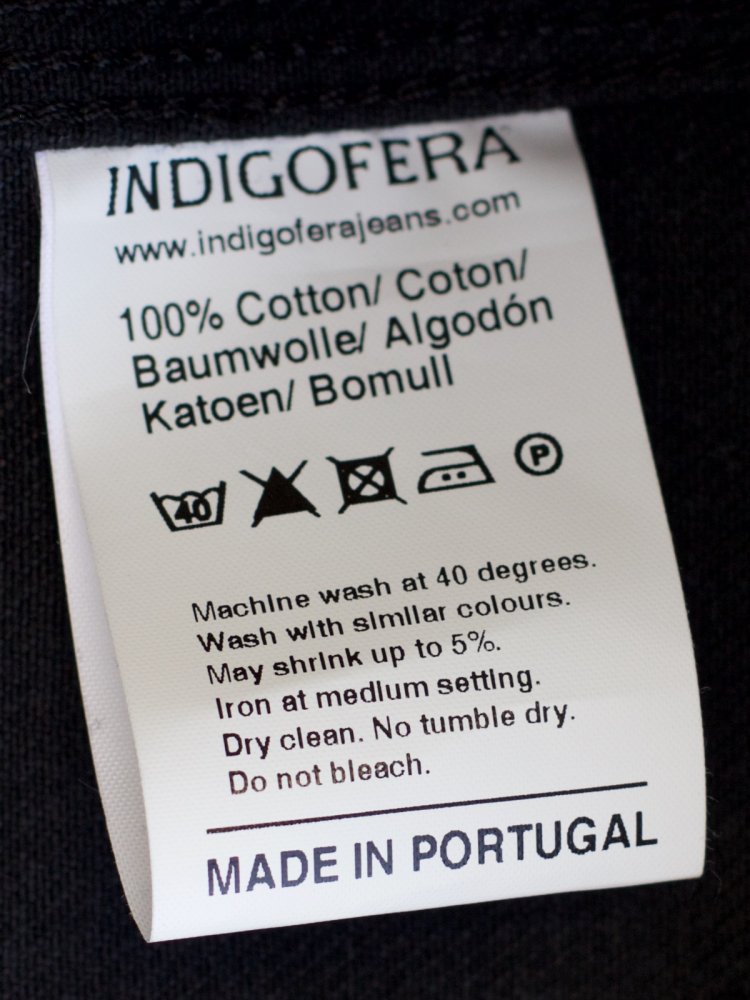 INDIGOFERA
www.indigoferajeans.com
100% Cotton/ Coton/
Baumwolle/ Algodón
Katoen/ Bomull
40 P
Machine wash at 40 degrees.
Wash with similar colours.
May shrink up to 5%.
Iron at medium setting.
Dry clean. No tumble dry.
Do not bleach.
MADE IN PORTUGAL